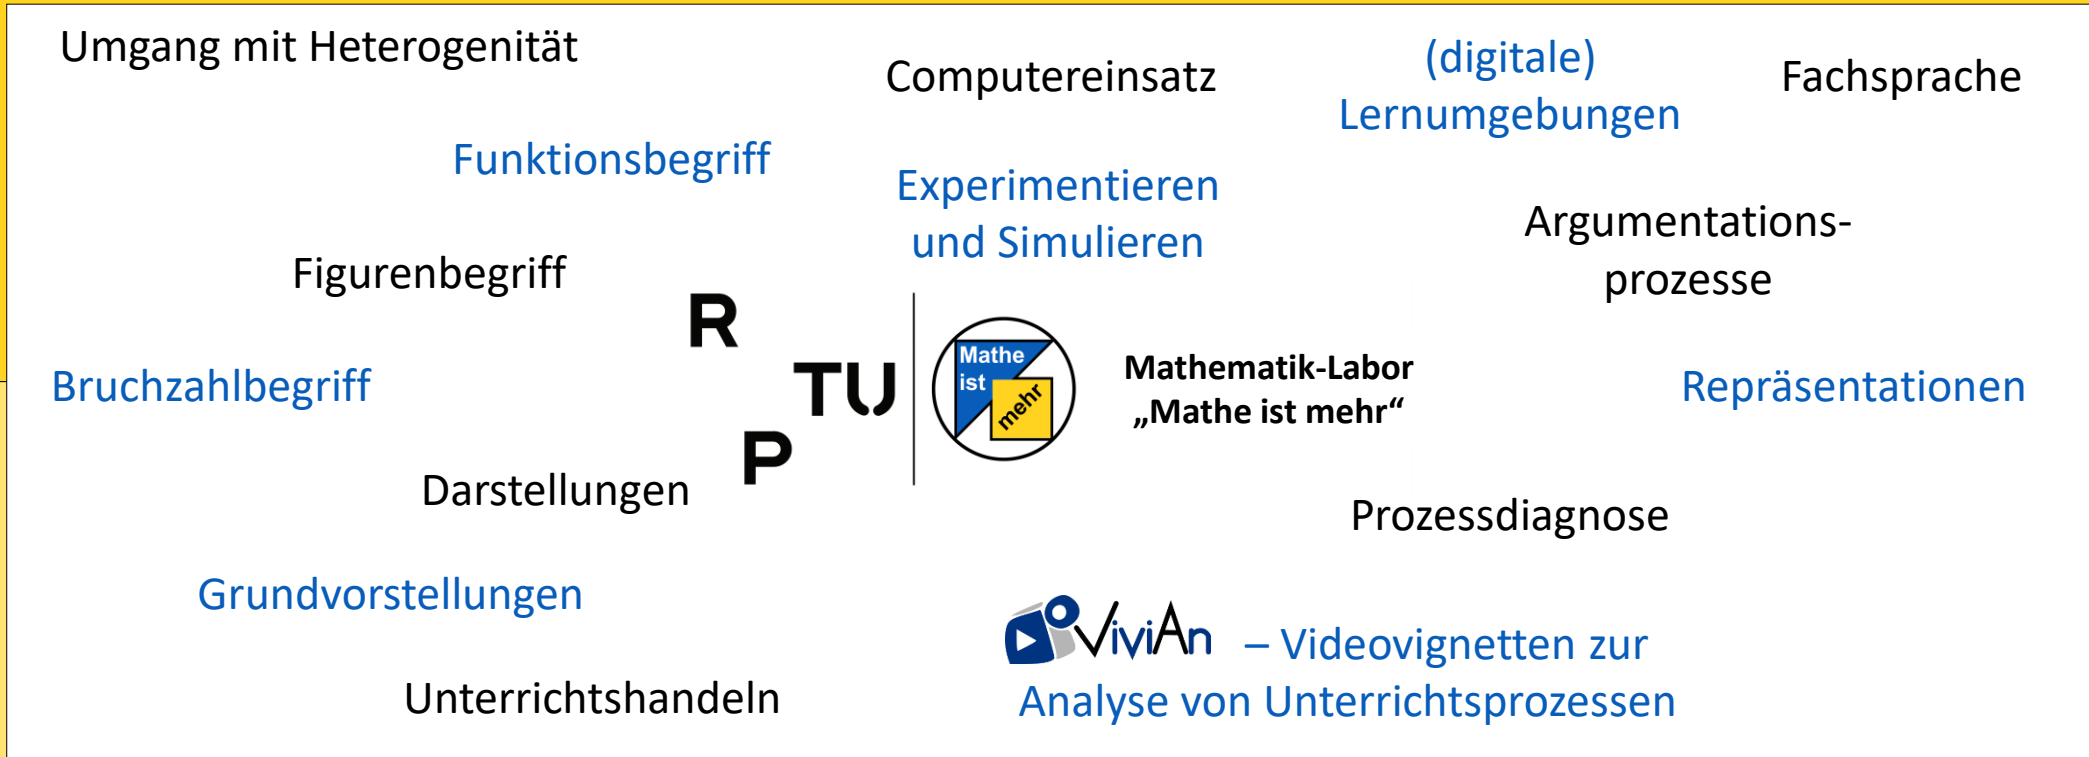 Umgang mit Heterogenität
Computereinsatz
(digitale)
Lernumgebungen
Fachsprache
Funktionsbegriff
Experimentieren
und Simulieren
Argumentations-
prozesse
Figurenbegriff
R
TU
P
Mathe
ist
mehr
Mathematik-Labor
„Mathe ist mehr“
Bruchzahlbegriff
Repräsentationen
Darstellungen
Prozessdiagnose
Grundvorstellungen
ViviAn – Videovignetten zur
Analyse von Unterrichtsprozessen
Unterrichtshandeln